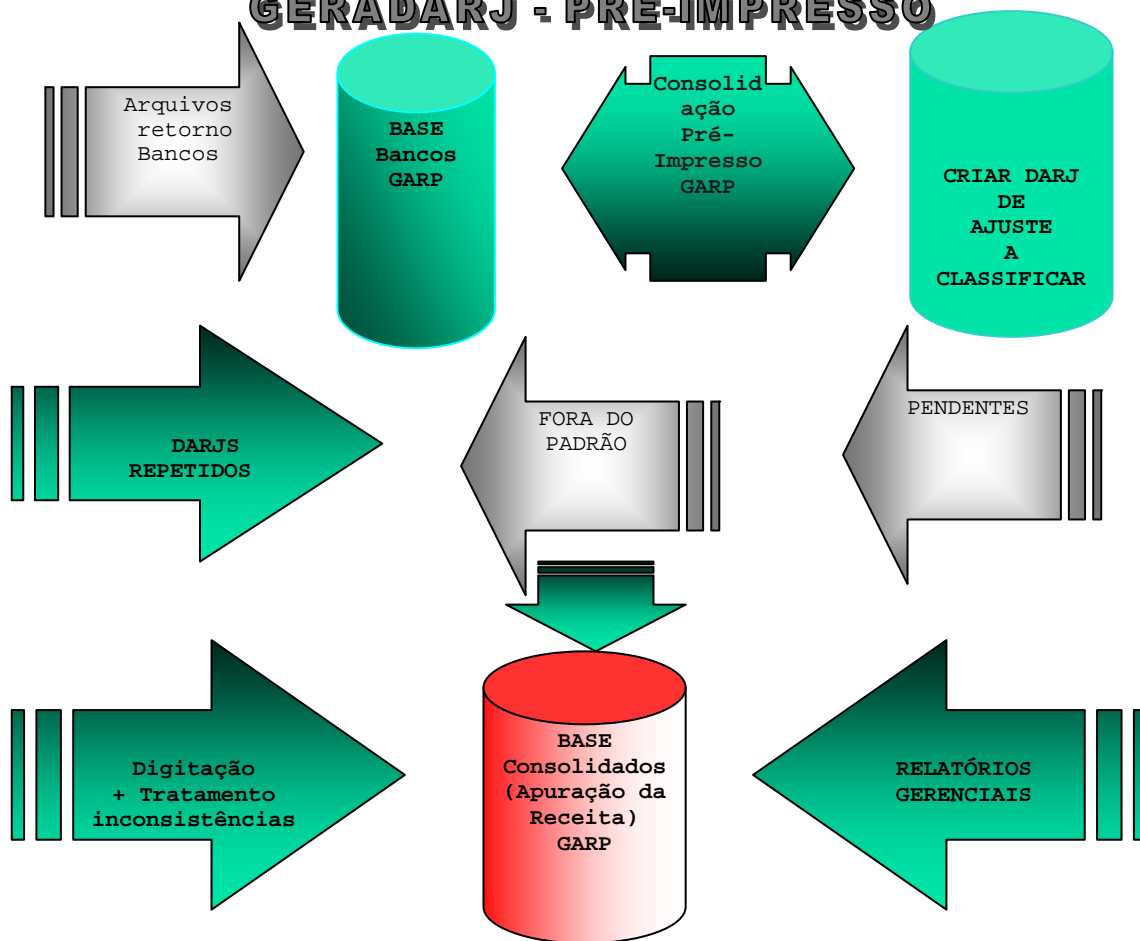 GERADARJ - PRÉ-IMPRESSO
Arquivos
retorno
Bancos
BASE
Bancos
GARP
Consolid
ação
Pré-
Impresso
GARP
CRIAR DARJ
DE
AJUSTE
A
CLASSIFICAR
DARJS
REPETIDOS
FORA DO
PADRÃO
PENDENTES
Digitação
+ Tratamento
inconsistências
BASE
Consolidados
(Apuração da
Receita)
GARP
RELATÓRIOS
GERENCIAIS